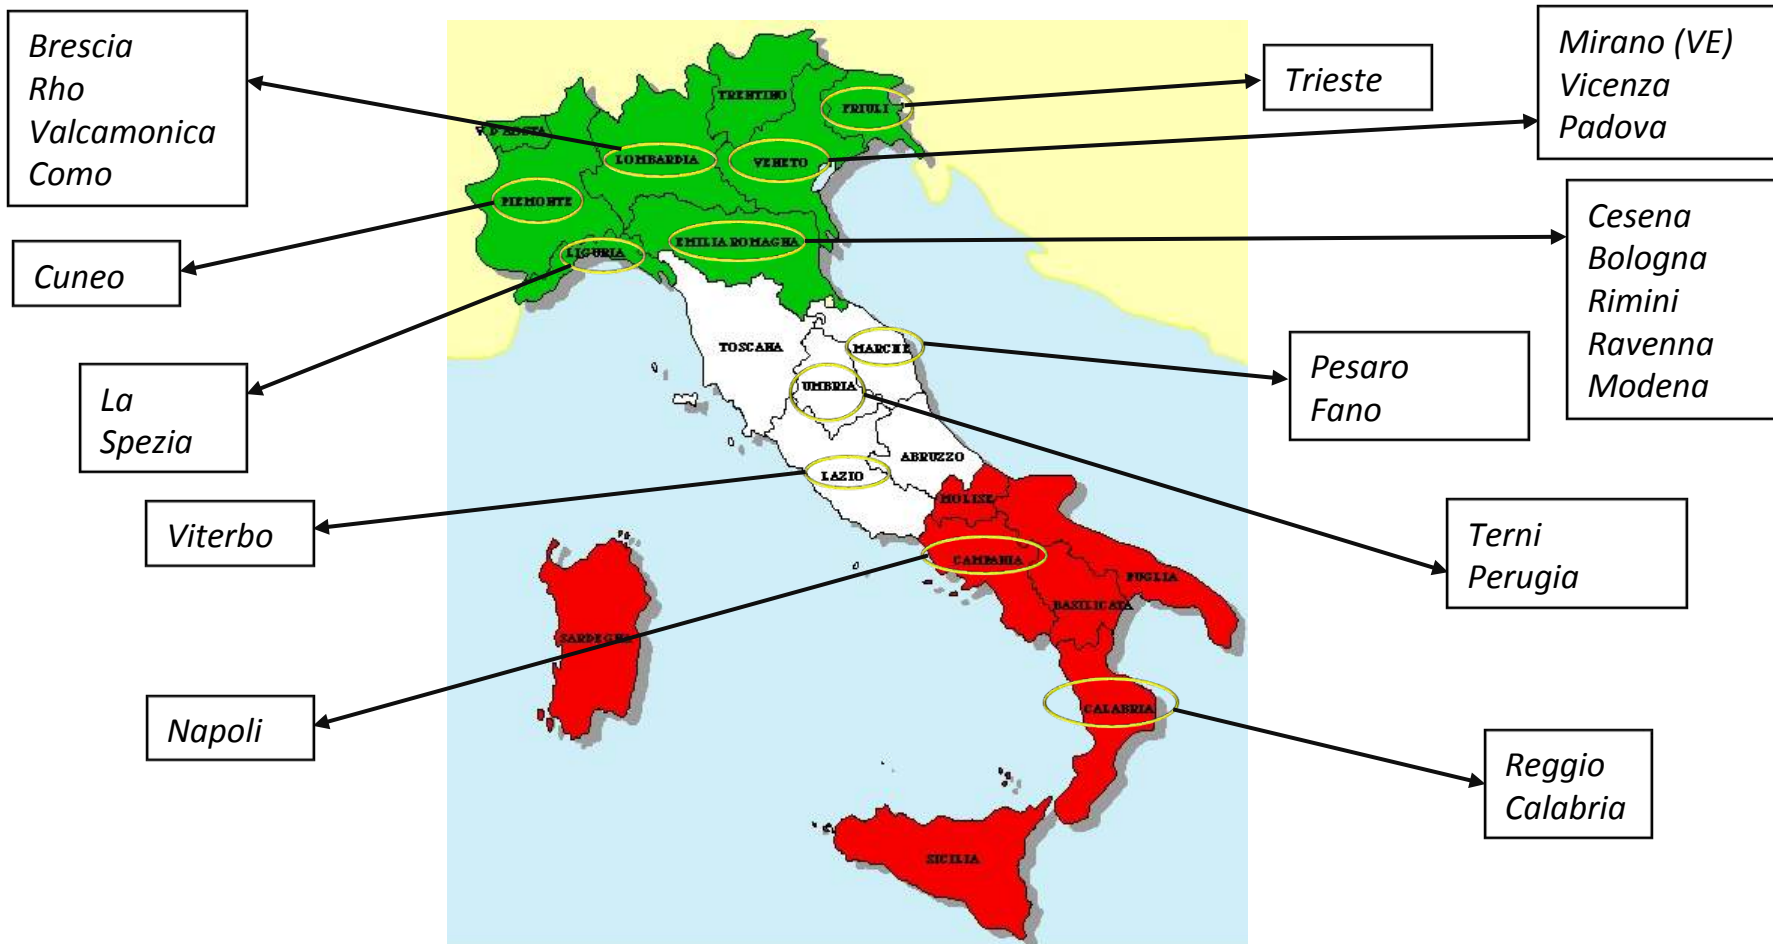 Brescia
Rho
Valcamonica
Como
Trieste
Mirano (VE)
Vicenza
Padova
Cuneo
Cesena
Bologna
Rimini
Ravenna
Modena
La
Spezia
Pesaro
Fano
Viterbo
Terni
Perugia
Napoli
Reggio
Calabria
TRENTINO
FRIULI
V. D'AOSTA
LOMBARDIA
VENETO
PIEMONTE
EMILIA ROMAGNA
LIGURIA
TOSCANA
MARCHE
UMBRIA
ABRUZZO
LAZIO
MOLISE
CAMPANIA
PUGLIA
BASILICATA
SARDEGNA
CALABRIA
SICILIA